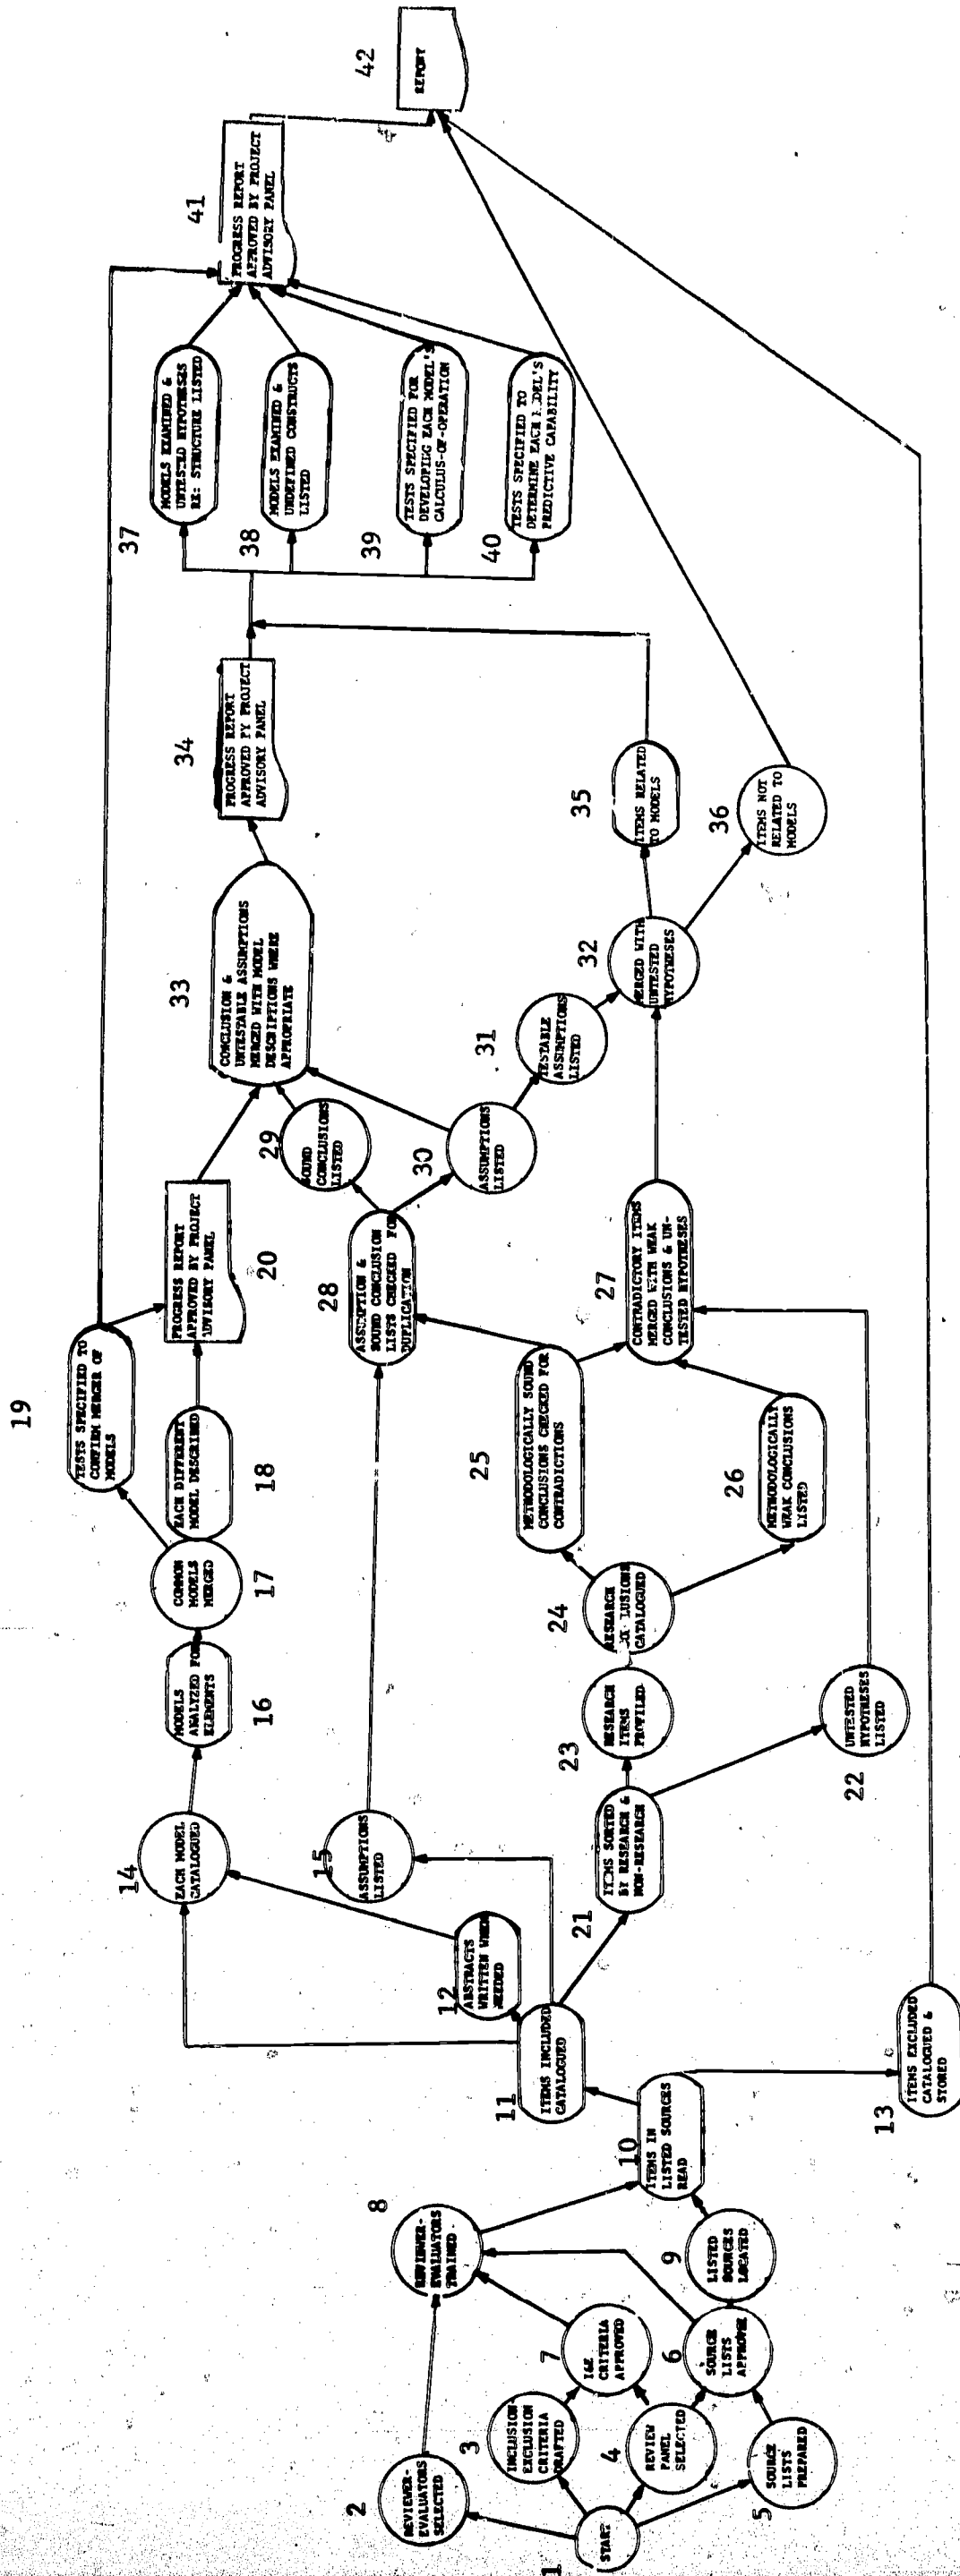 1
START
2
REVIEWER-
EVALUATORS
SELECTED
3
INCLUSION
EXCLUSION
CRITERIA
DRAFTED
4
REVIEW
PANEL
SELECTED
5
SOURCE
LISTS
PREPARED
6
SOURCE
LISTS
APPROVED
7
I&E
CRITERIA
APPROVED
8
REVIEWER-
EVALUATORS
TRAINED
9
LISTED
SOURCES
LOCATED
10
ITEMS IN
LISTED SOURCES
READ
11
ITEMS INCLUDED
CATALOGUED
12
ABSTRACTS
WRITTEN WHEN
NEEDED
13
ITEMS EXCLUDED
CATALOGUED &
STORED
14
EACH MODEL
CATALOGUED
15
ASSUMPTIONS
LISTED
16
MODELS
ANALYZED FOR
ELEMENTS
17
COMMON
MODELS
MERGED
18
EACH DIFFERENT
MODEL DESCRIBED
19
TESTS SPECIFIED TO
CONFIRM MERGER OF
MODELS
20
PROGRESS REPORT
APPROVED BY PROJECT
ADVISORY PANEL
21
ITEMS SORTED
BY RESEARCH &
NON-RESEARCH
22
UNTESTED
HYPOTHESES
LISTED
23
RESEARCH
ITEMS
PROFILED
24
RESEARCH
CONCLUSIONS
CATALOGUED
25
METHODOLOGICALLY SOUND
CONCLUSIONS CHECKED FOR
CONTRADICTIONS
26
METHODOLOGICALLY
WEAK CONCLUSIONS
LISTED
27
CONTRADICTORY ITEMS
MERGED WITH WEAK
CONCLUSIONS & UN-
TESTED HYPOTHESES
28
ASSUMPTION &
SOUND CONCLUSION
LISTS CHECKED FOR
DUPLICATION
29
SOUND
CONCLUSIONS
LISTED
30
ASSUMPTIONS
LISTED
31
TESTABLE
ASSUMPTIONS
LISTED
32
MERGED WITH
UNTESTED
HYPOTHESES
33
CONCLUSION &
UNTESTABLE ASSUMPTIONS
MERGED WITH MODEL
DESCRIPTIONS WHERE
APPROPRIATE
34
PROGRESS REPORT
APPROVED PY PROJECT
ADVISORY PANEL
35
ITEMS RELATED
TO MODELS
36
ITEMS NOT
RELATED TO
MODELS
37
MODELS EXAMINED &
UNTESTED HYPOTHESES
RE: STRUCTURE LISTED
38
MODELS EXAMINED &
UNDEFINED CONSTRUCTS
LISTED
39
TESTS SPECIFIED FOR
DEVELOPING EACH MODEL'S
CALCULUS-OF-OPERATION
40
TESTS SPECIFIED TO
DETERMINE EACH MODEL'S
PREDICTIVE CAPABILITY
41
PROGRESS REPORT
APPROVED BY PROJECT
ADVISORY PANEL
42
REPORT